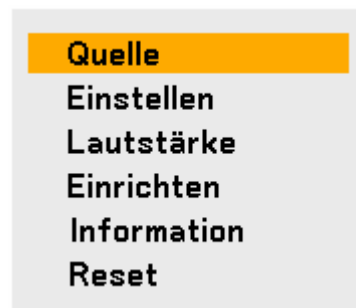 Quelle
Einstellen
Lautstärke
Einrichten
Information
Reset